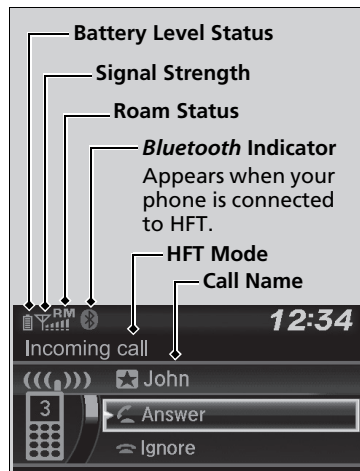 Battery Level Status
Signal Strength
Roam Status
Bluetooth Indicator
Appears when your
phone is connected
to HFT.
HFT Mode
Call Name
RM
12:34
Incoming call
John
3
Answer
Ignore